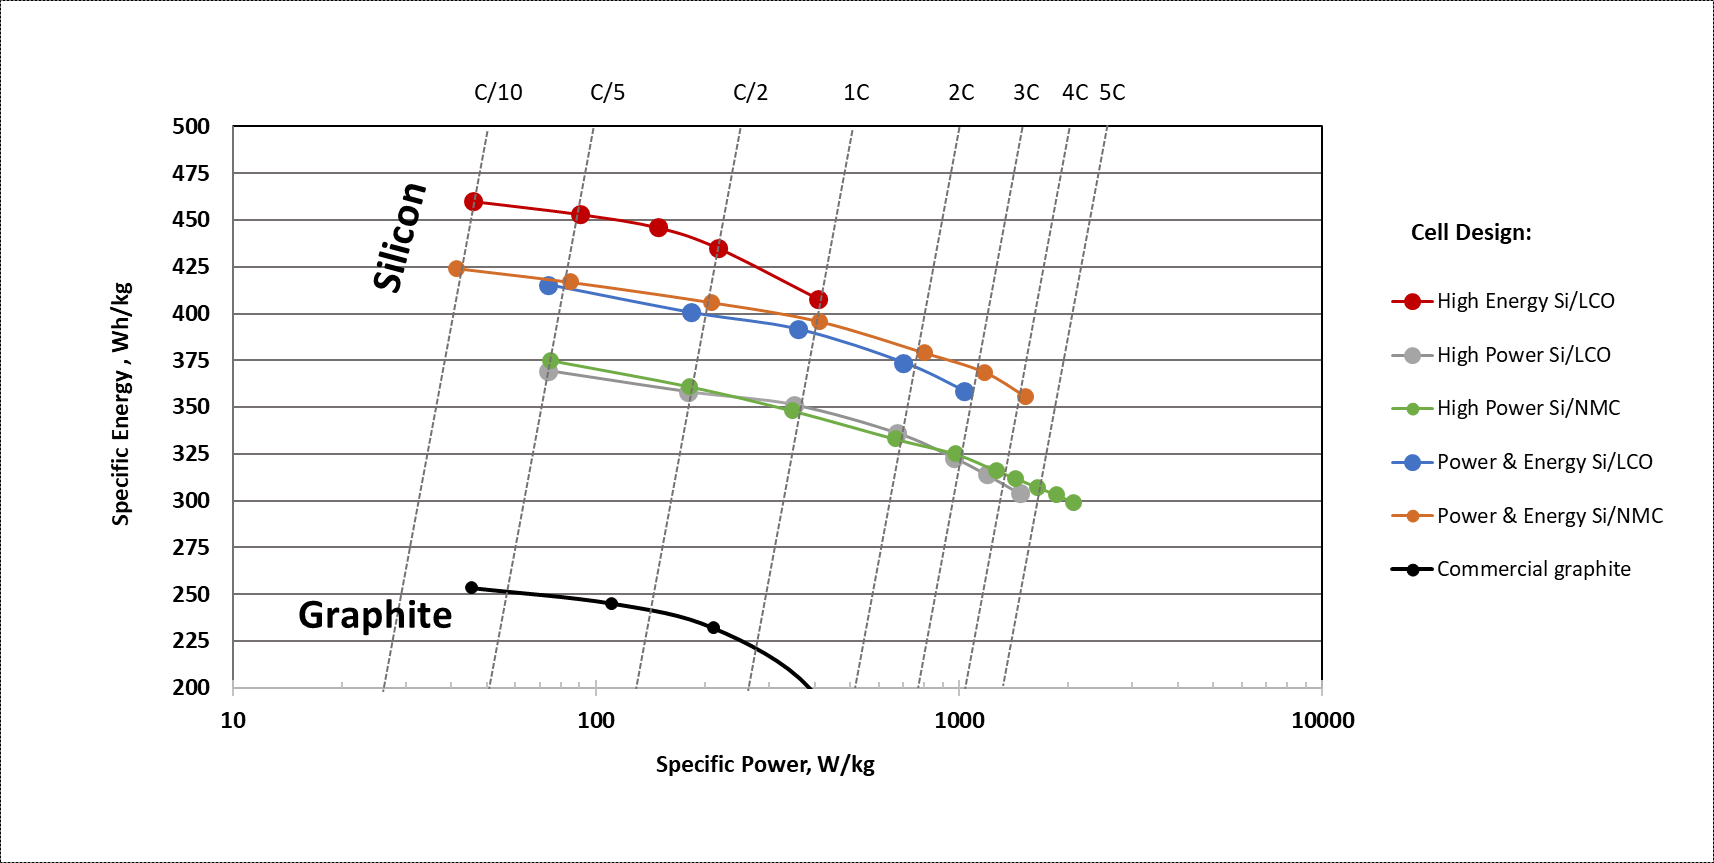 C/10 C/5 C/2 1C 2C 3C 4C 5C
500
475
450
425
400
375
350
325
300
275
250
225
200
Specific Energy , Wh/kg
Silicon
Graphite
10 100 1000 10000
Specific Power, W/kg
Cell Design:
High Energy Si/LCO
High Power Si/LCO
High Power Si/NMC
Power & Energy Si/LCO
Power & Energy Si/NMC
Commercial graphite